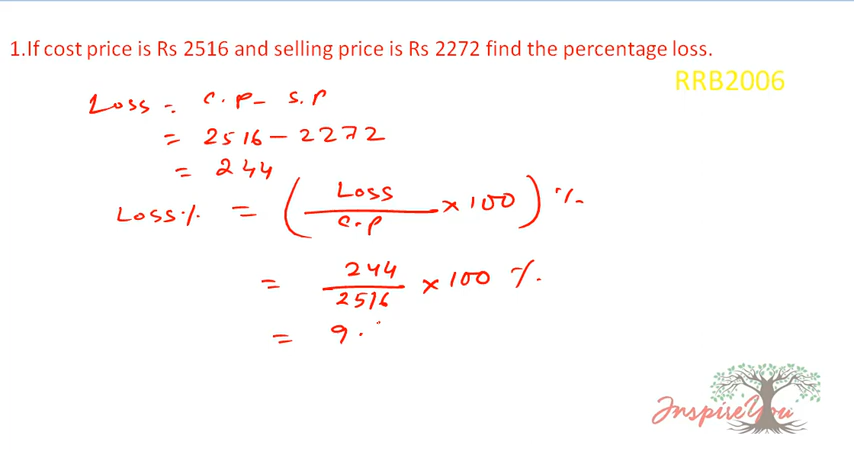 1.If cost price is Rs 2516 and selling price is Rs 2272 find the percentage loss.
RRB2006
Loss = C.P - S.P
= 2516 - 2272
= 244
Loss% = ( Loss / C.P × 100 ) %
= 244 / 2516 × 100 %
= 9.
InspireYou